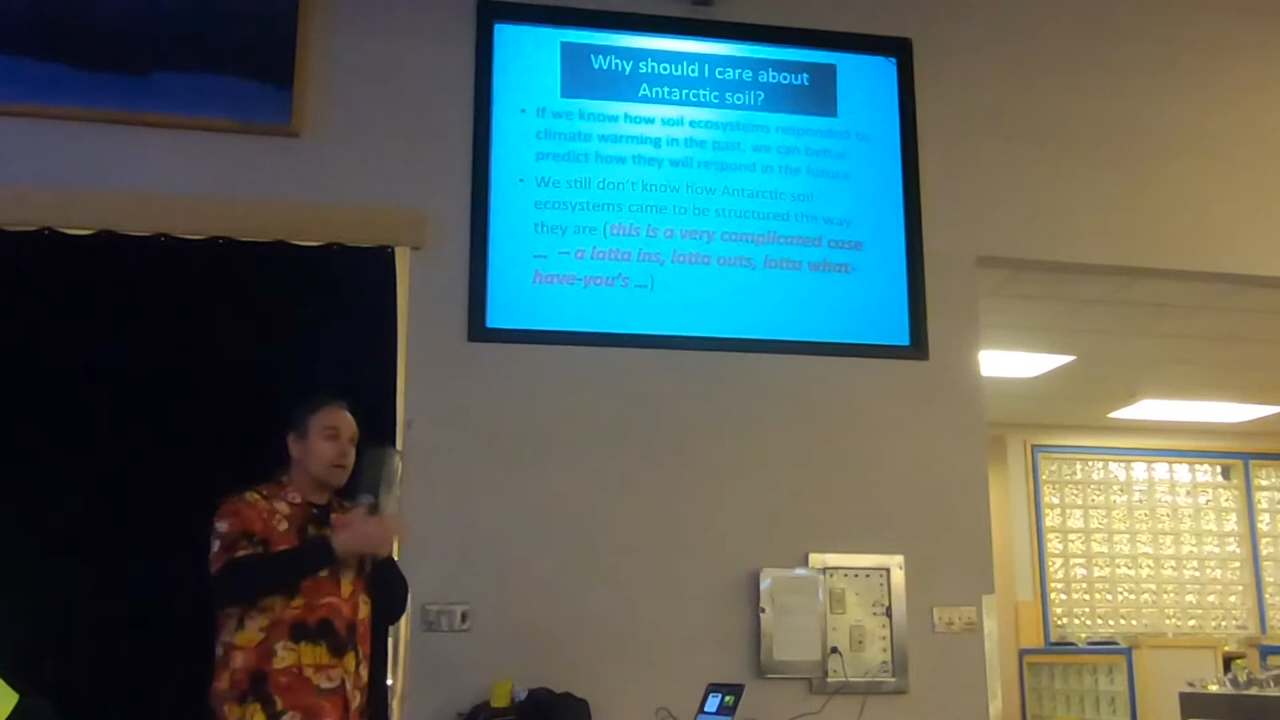 Why should I care about
Antarctic soil?
• If we know how soil ecosystems responded to
climate warming in the past, we can better
predict how they will respond in the future
• We still don't know how Antarctic soil
ecosystems came to be structured the way
they are (this is a very complicated case
... – a lotta ins, lotta outs, lotta what-
have-you's ...)